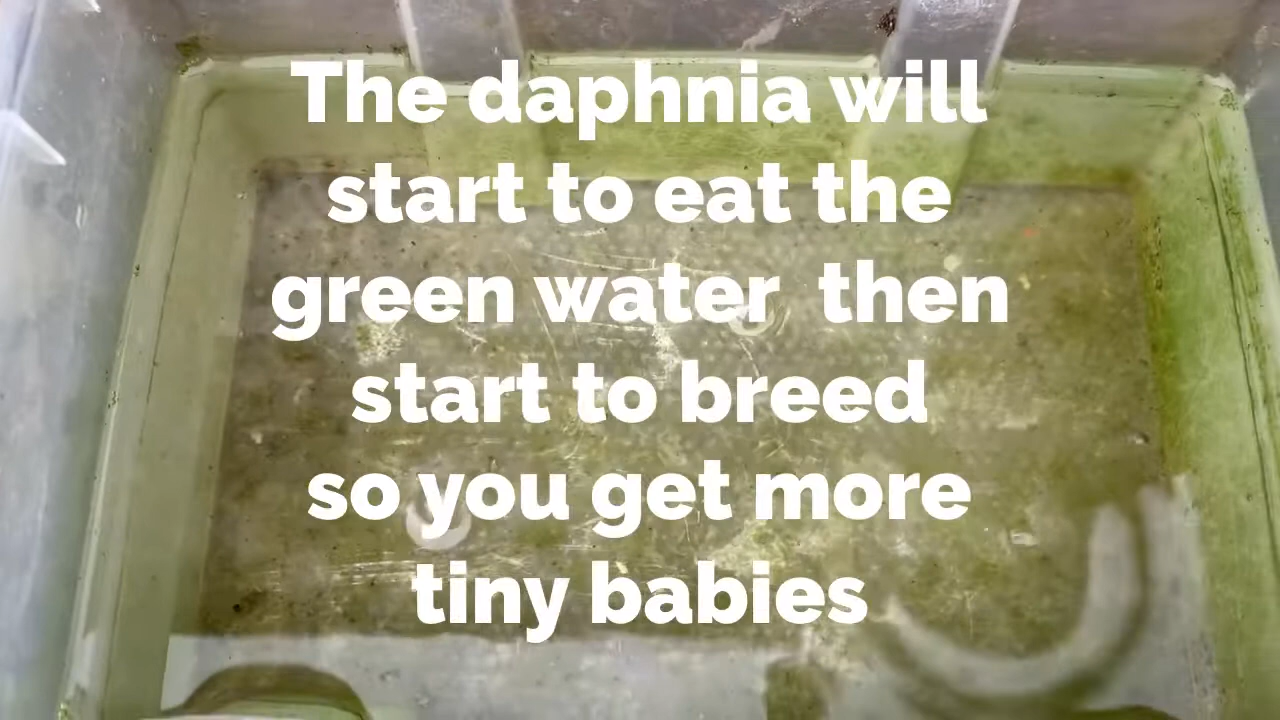 The daphnia will
start to eat the
green water  then
start to breed
so you get more
tiny babies